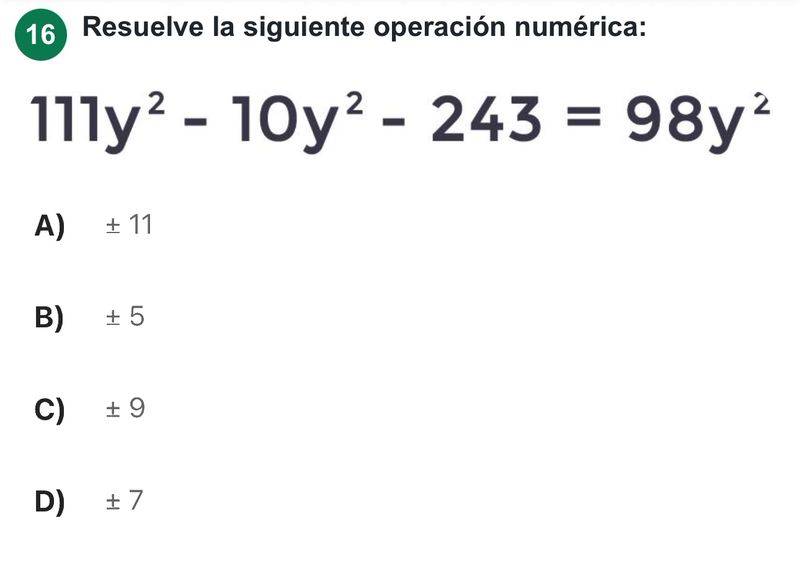 16 Resuelve la siguiente operación numérica:
111y² - 10y² - 243 = 98y²
A) ± 11
B) ± 5
C) ± 9
D) ± 7